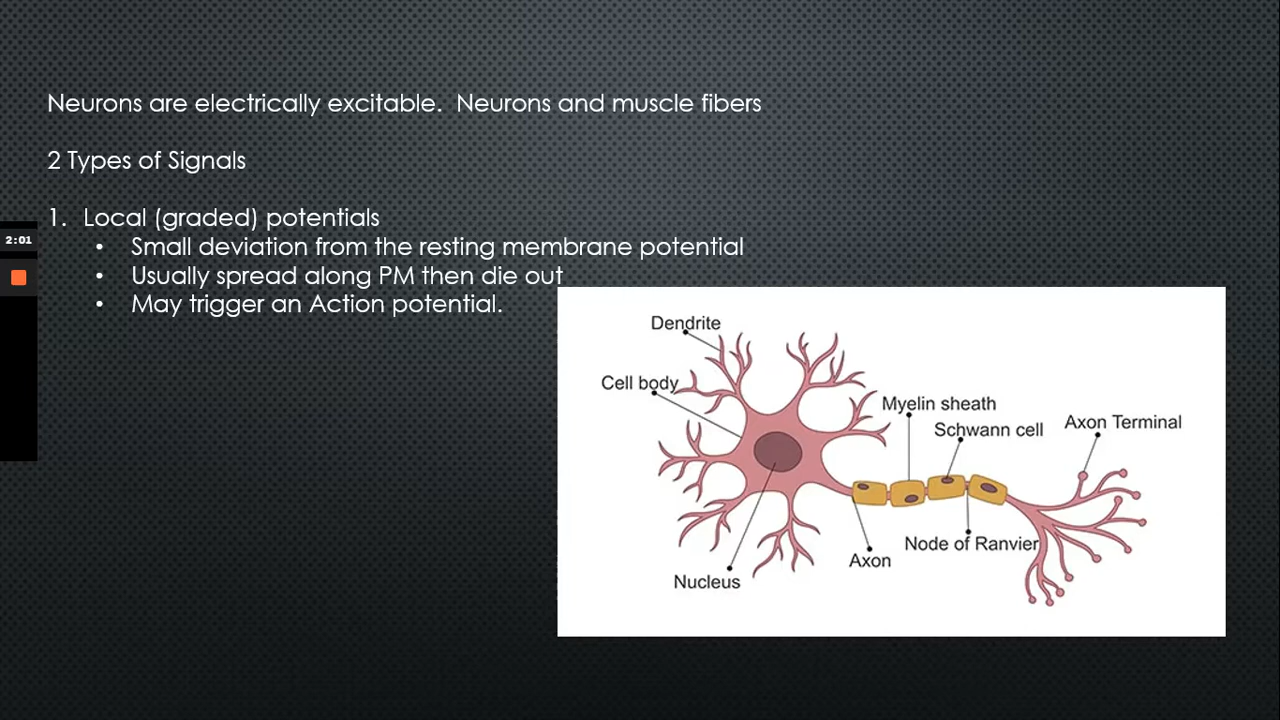 Neurons are electrically excitable.  Neurons and muscle fibers
2 Types of Signals
1. Local (graded) potentials
• Small deviation from the resting membrane potential
• Usually spread along PM then die out
• May trigger an Action potential.
2:01
Dendrite
Cell body
Myelin sheath
Schwann cell
Axon Terminal
Node of Ranvier
Axon
Nucleus